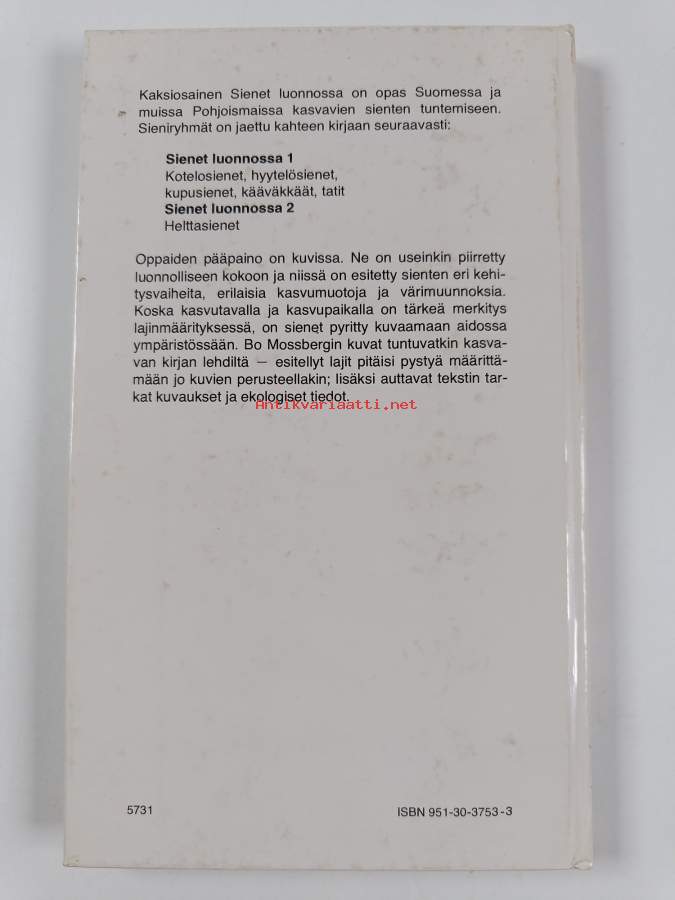 Kaksiosainen Sienet luonnossa on opas Suomessa ja
muissa Pohjoismaissa kasvavien sienten tuntemiseen.
Sieniryhmät on jaettu kahteen kirjaan seuraavasti:
Sienet luonnossa 1
Kotelosienet, hyytelösienet,
kupusienet, kääväkkäät, tatit
Sienet luonnossa 2
Helttasienet
Oppaiden pääpaino on kuvissa. Ne on useinkin piirretty
luonnolliseen kokoon ja niissä on esitetty sienten eri kehi-
tysvaiheita, erilaisia kasvumuotoja ja värimuunnoksia.
Koska kasvutavalla ja kasvupaikalla on tärkeä merkitys
lajinmäärityksessä, on sienet pyritty kuvaamaan aidossa
ympäristössään. Bo Mossbergin kuvat tuntuvatkin kasva-
van kirjan lehdiltä — esitellyt lajit pitäisi pystyä määrittä-
mään jo kuvien perusteellakin; lisäksi auttavat tekstin tar-
kat kuvaukset ja ekologiset tiedot.
Antikvariaatti.net
5731
ISBN 951-30-3753-3